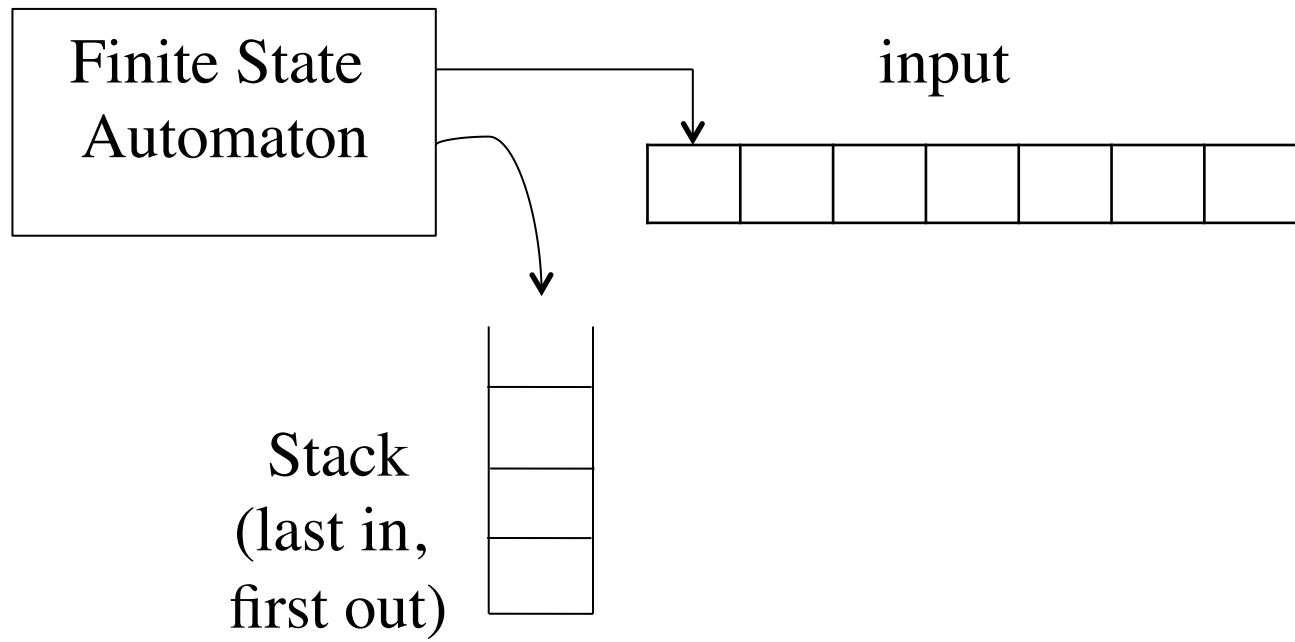 Finite State
Automaton
input
Stack
(last in,
first out)